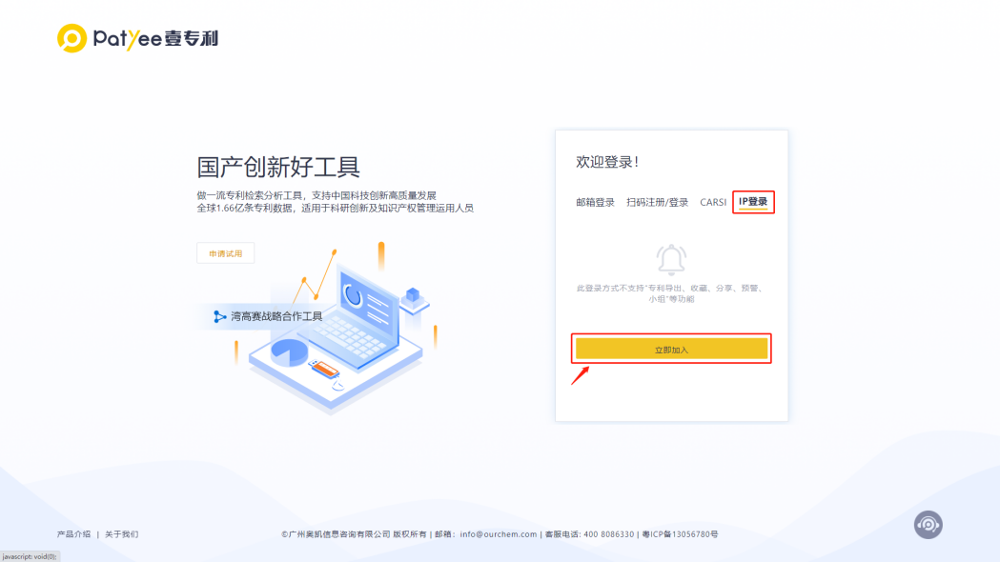 Patyee壹专利
国产创新好工具
做一流专利检索分析工具，支持中国科技创新高质量发展
全球1.66亿条专利数据，适用于科研创新及知识产权管理运用人员
申请试用
湾高赛战略合作工具
欢迎登录！
邮箱登录 扫码注册/登录 CARSI IP登录
此登录方式不支持"专利导出、收藏、分享、预警、
小组"等功能
立即加入
产品介绍 | 关于我们
©广州奥凯信息咨询有限公司 版权所有 | 邮箱：info@ourchem.com | 客服电话: 400 8086330 | 粤ICP备13056780号
javascript: void(0);